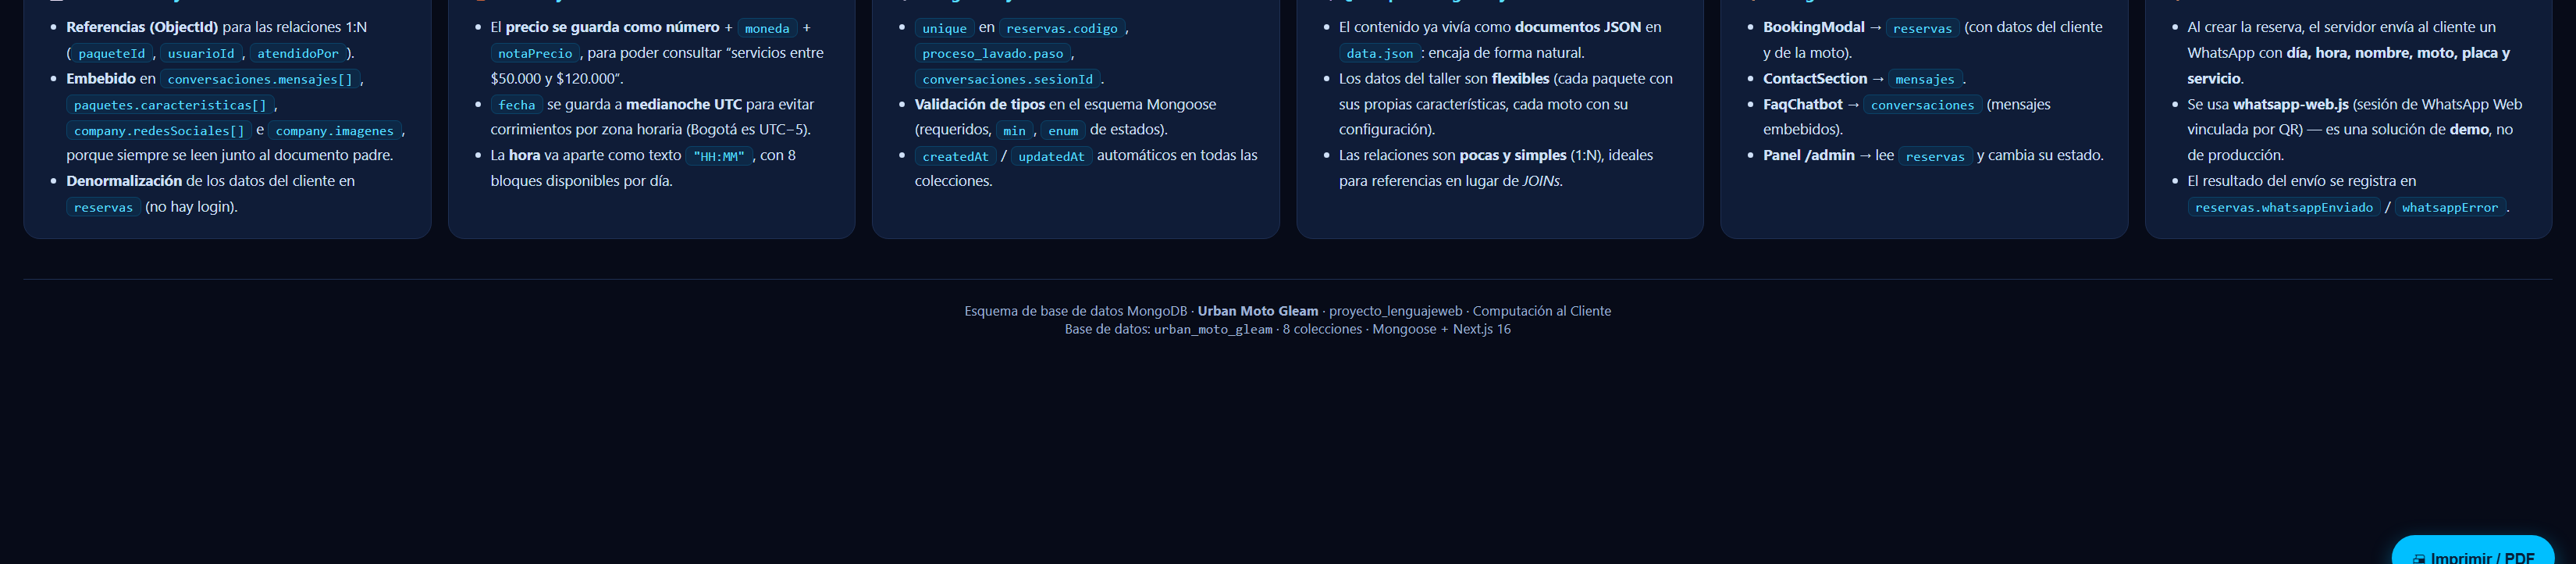 Referencias (ObjectId) para las relaciones 1:N
( paqueteId , usuarioId , atendidoPor ).
Embebido en conversaciones.mensajes[] ,
paquetes.caracteristicas[] ,
company.redesSociales[] e company.imagenes ,
porque siempre se leen junto al documento padre.
Denormalización de los datos del cliente en
reservas (no hay login).
El precio se guarda como número + moneda +
notaPrecio , para poder consultar “servicios entre
$50.000 y $120.000”.
fecha se guarda a medianoche UTC para evitar
corrimientos por zona horaria (Bogotá es UTC−5).
La hora va aparte como texto "HH:MM" , con 8
bloques disponibles por día.
unique en reservas.codigo ,
proceso_lavado.paso ,
conversaciones.sesionId .
Validación de tipos en el esquema Mongoose
(requeridos, min , enum de estados).
createdAt / updatedAt automáticos en todas las
colecciones.
El contenido ya vivía como documentos JSON en
data.json : encaja de forma natural.
Los datos del taller son flexibles (cada paquete con
sus propias características, cada moto con su
configuración).
Las relaciones son pocas y simples (1:N), ideales
para referencias en lugar de JOINs.
BookingModal → reservas (con datos del cliente
y de la moto).
ContactSection → mensajes .
FaqChatbot → conversaciones (mensajes
embebidos).
Panel /admin → lee reservas y cambia su estado.
Al crear la reserva, el servidor envía al cliente un
WhatsApp con día, hora, nombre, moto, placa y
servicio.
Se usa whatsapp-web.js (sesión de WhatsApp Web
vinculada por QR) — es una solución de demo, no
de producción.
El resultado del envío se registra en
reservas.whatsappEnviado / whatsappError .
Esquema de base de datos MongoDB · Urban Moto Gleam · proyecto_lenguajeweb · Computación al Cliente
Base de datos: urban_moto_gleam · 8 colecciones · Mongoose + Next.js 16
Imprimir / PDF